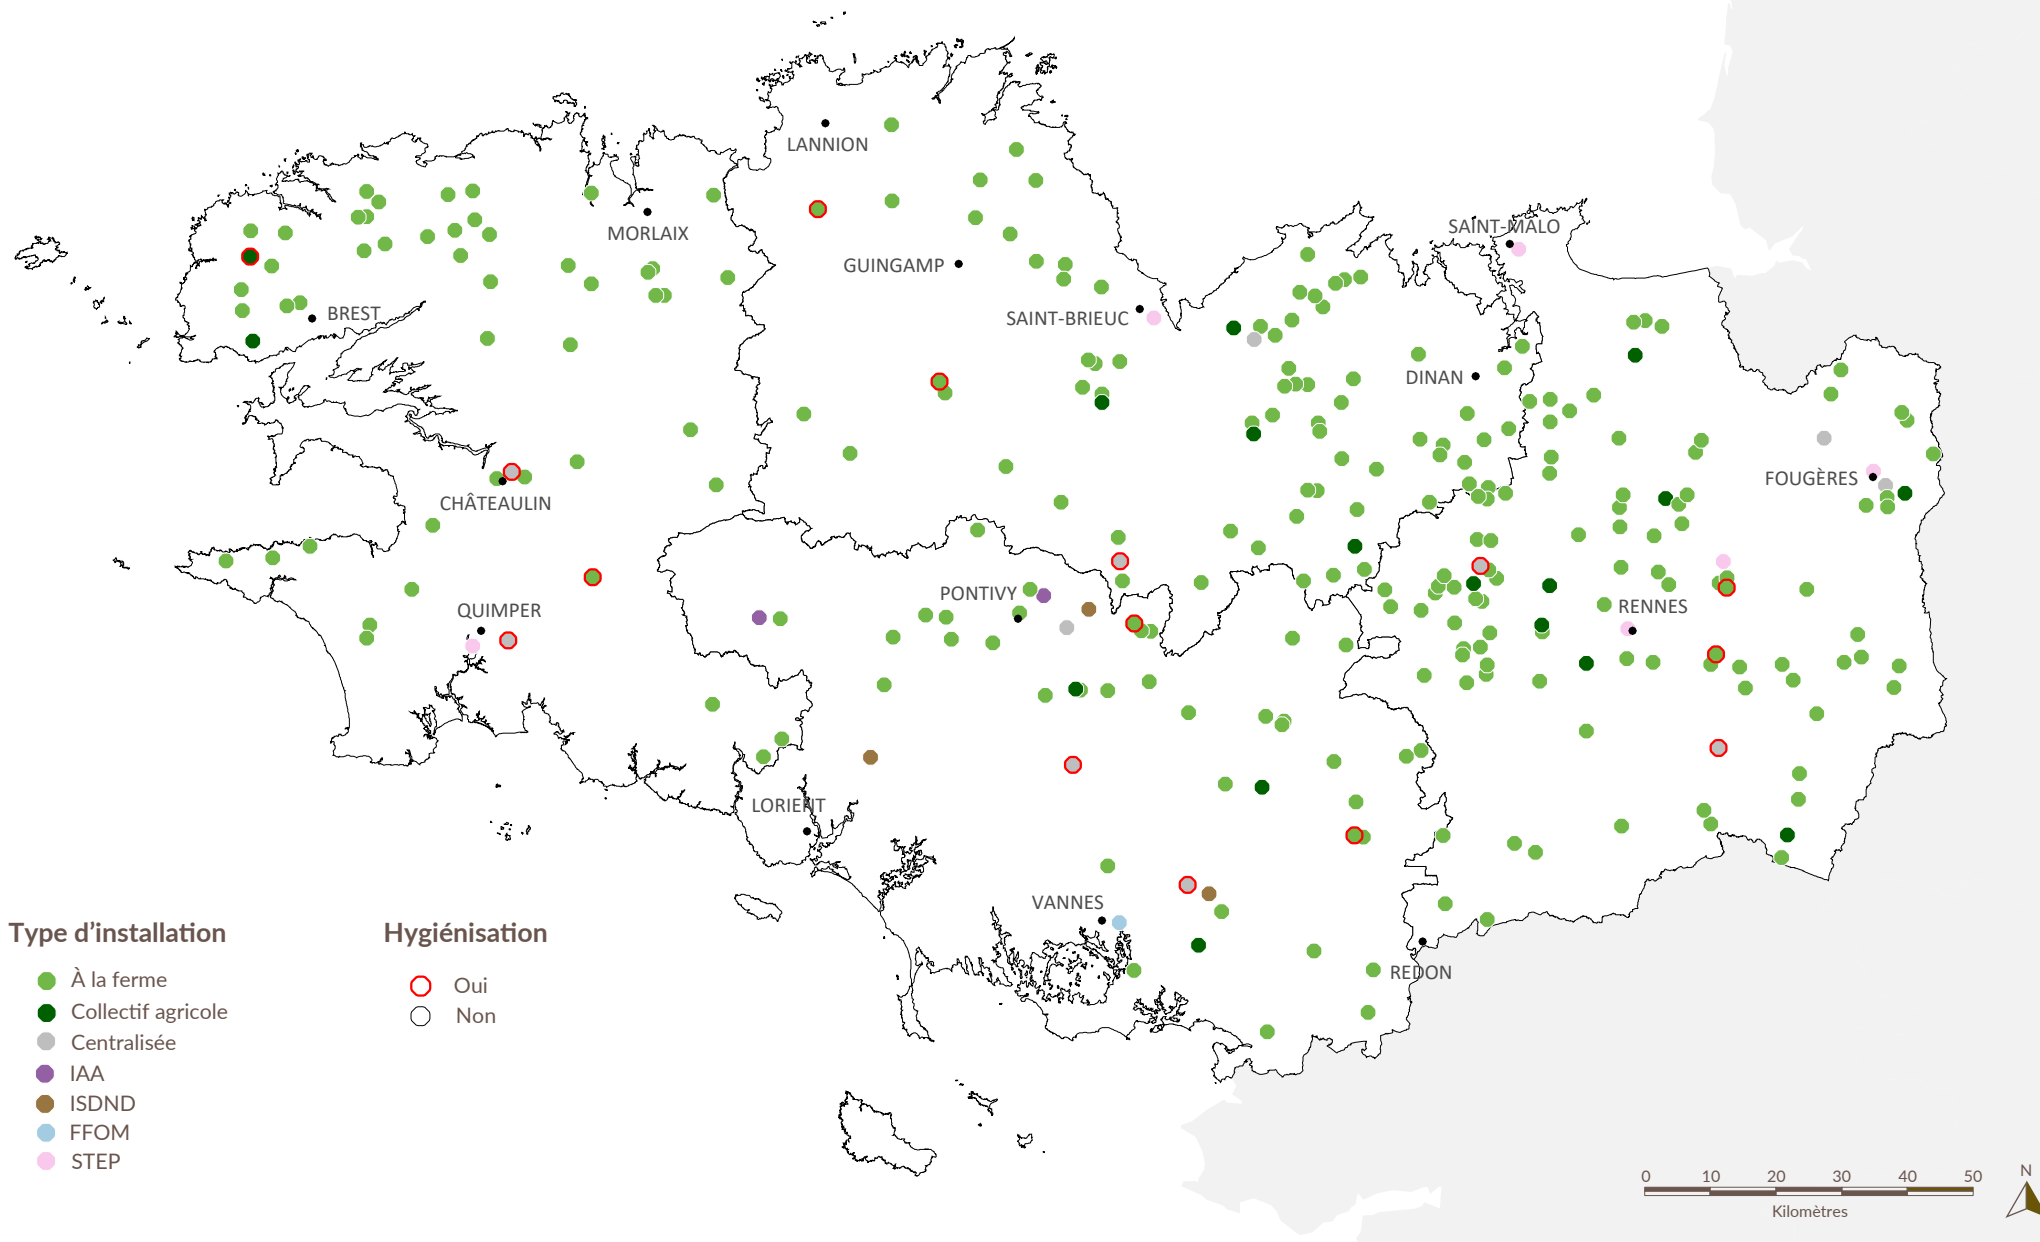 LANNION
MORLAIX
SAINT-MÂLO
GUINGAMP
BREST
SAINT-BRIEUC
DINAN
CHÂTEAULIN
FOUGÈRES
PONTIVY
QUIMPER
RENNES
LORIENT
VANNES
REDON
Type d’installation
À la ferme
Collectif agricole
Centralisée
IAA
ISDND
FFOM
STEP
Hygiénisation
Oui
Non
0 10 20 30 40 50
Kilomètres
N